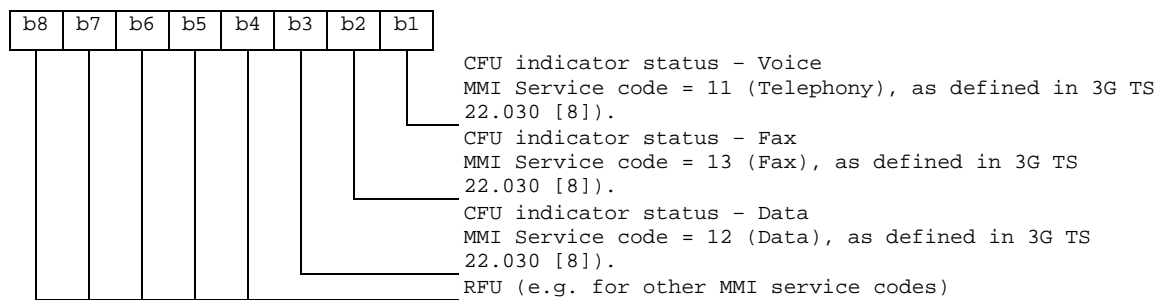 b8 b7 b6 b5 b4 b3 b2 b1
CFU indicator status – Voice
MMI Service code = 11 (Telephony), as defined in 3G TS
22.030 [8]).
CFU indicator status – Fax
MMI Service code = 13 (Fax), as defined in 3G TS
22.030 [8]).
CFU indicator status – Data
MMI Service code = 12 (Data), as defined in 3G TS
22.030 [8]).
RFU (e.g. for other MMI service codes)